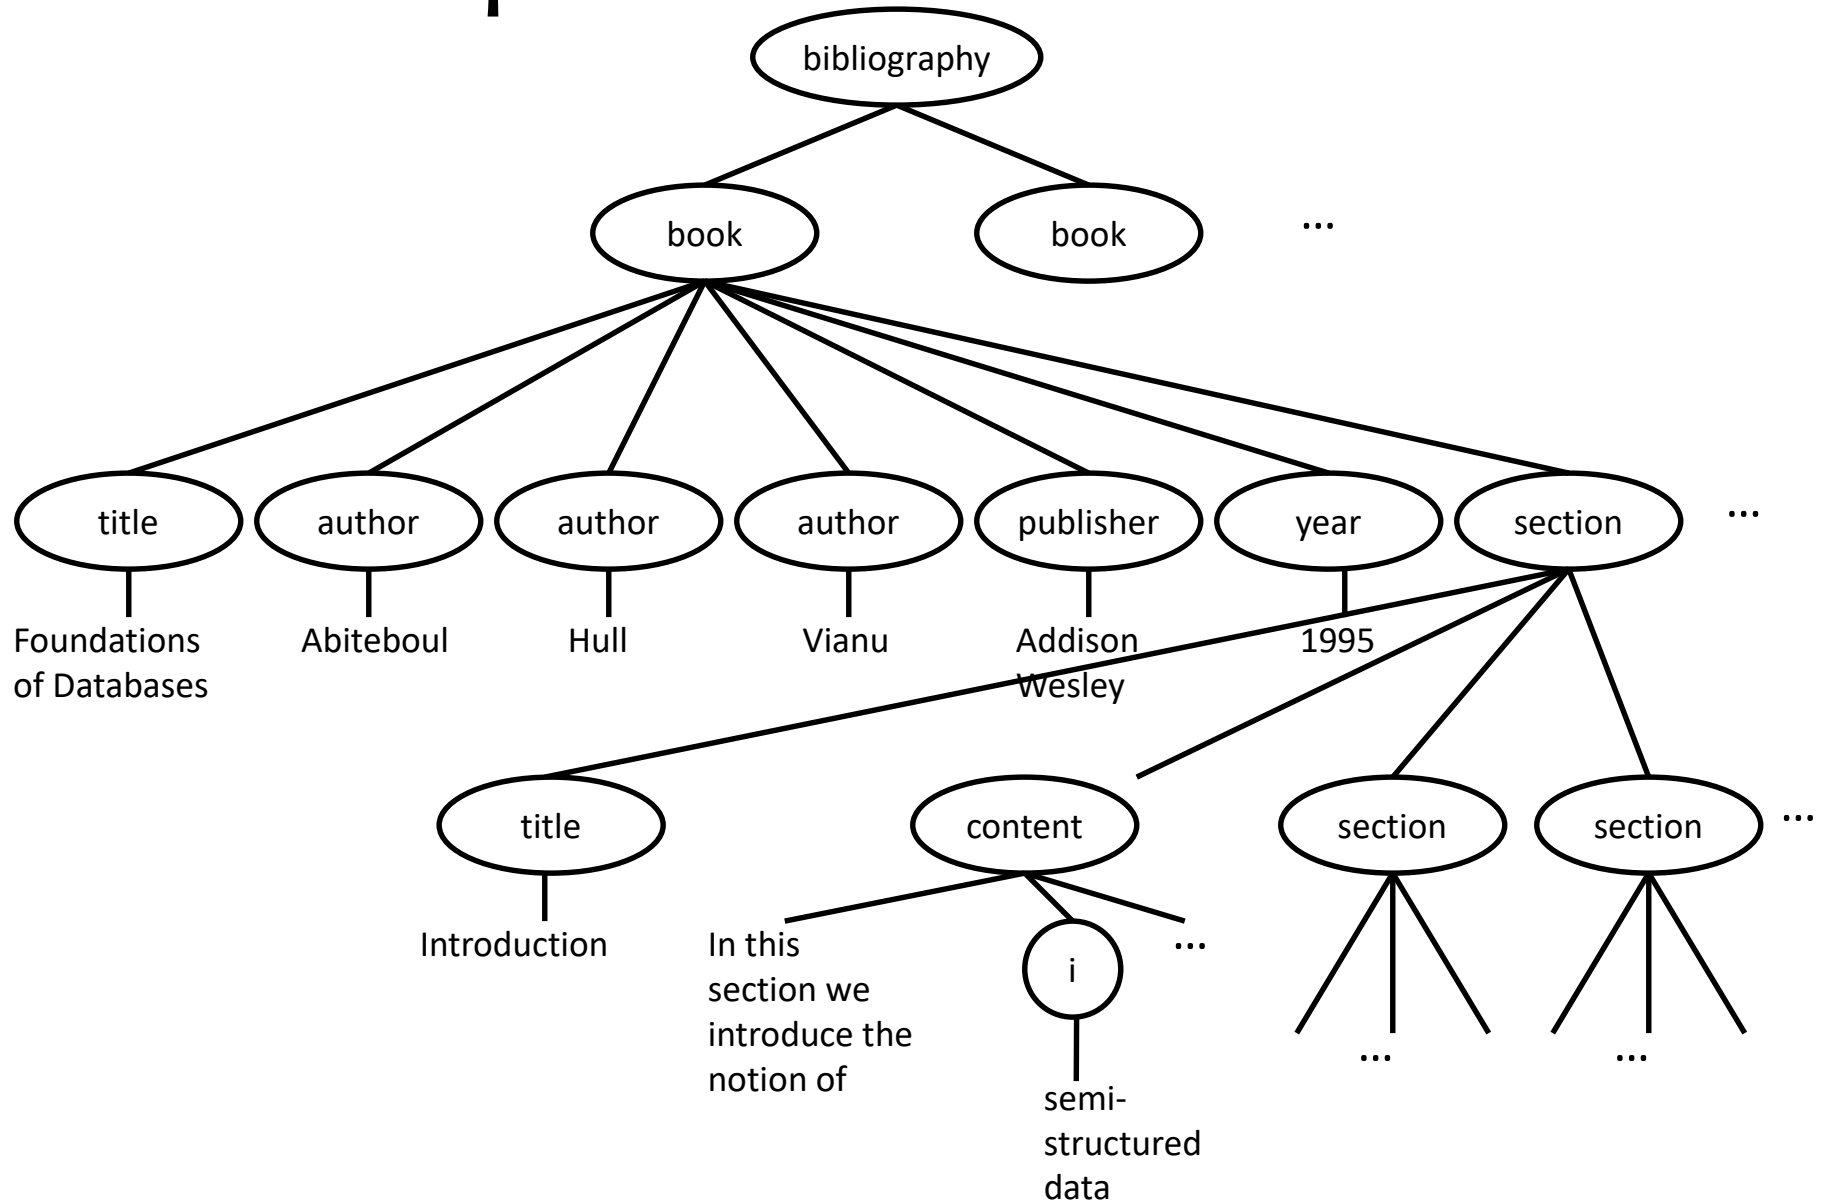 bibliography
book
book
...
title
author
author
author
publisher
year
section
...
Foundations
of Databases
Abiteboul
Hull
Vianu
Addison
Wesley
1995
title
content
section
section
...
Introduction
In this
section we
introduce the
notion of
i
...
semi-
structured
data
...
...